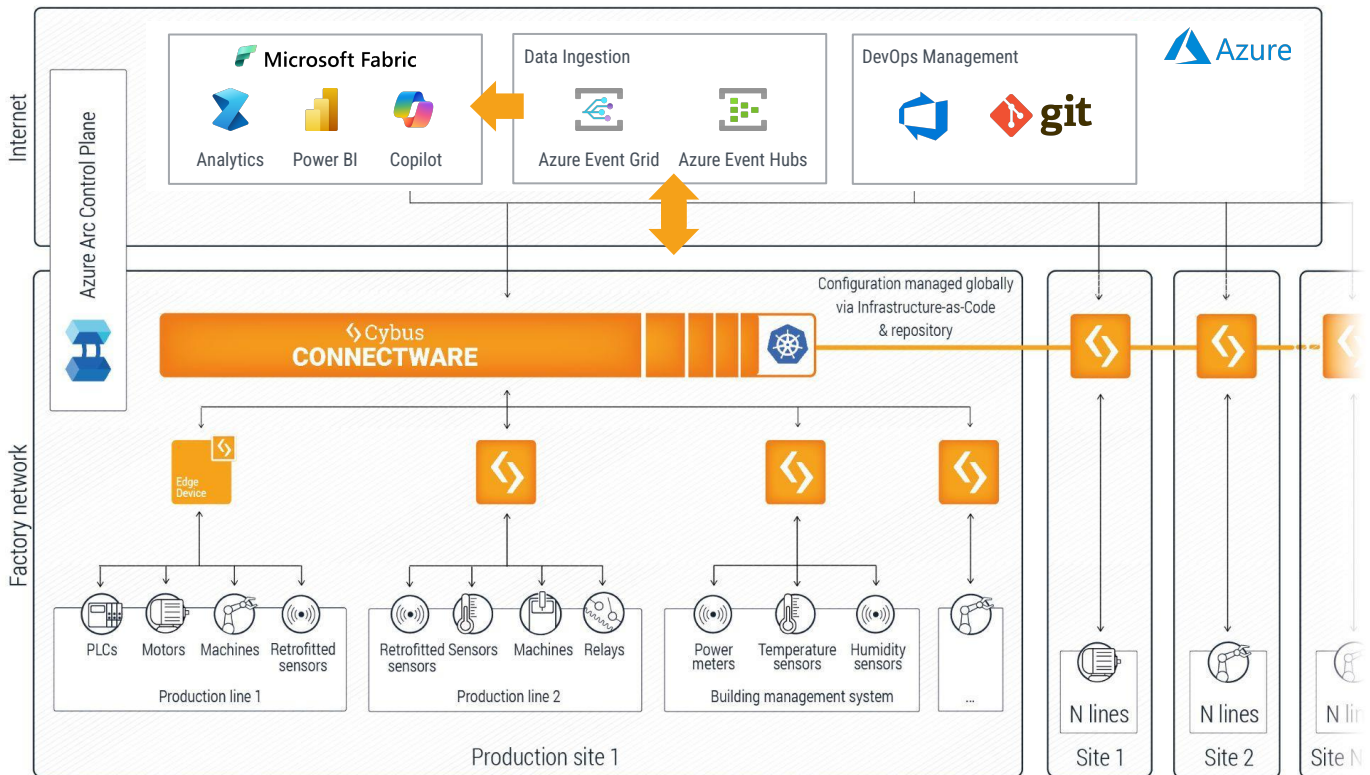 Internet
Azure Arc Control Plane
Microsoft Fabric
Analytics
Power BI
Copilot
Data Ingestion
Azure Event Grid
Azure Event Hubs
DevOps Management
git
Azure
Factory network
Cybus
CONNECTWARE
Configuration managed globally
via Infrastructure-as-Code
& repository
Edge
Device
PLCs
Motors
Machines
Retrofitted
sensors
Production line 1
Retrofitted
sensors
Sensors
Machines
Relays
Production line 2
Power
meters
Temperature
sensors
Humidity
sensors
Building management system
...
Production site 1
N lines
Site 1
N lines
Site 2
N lin
Site N